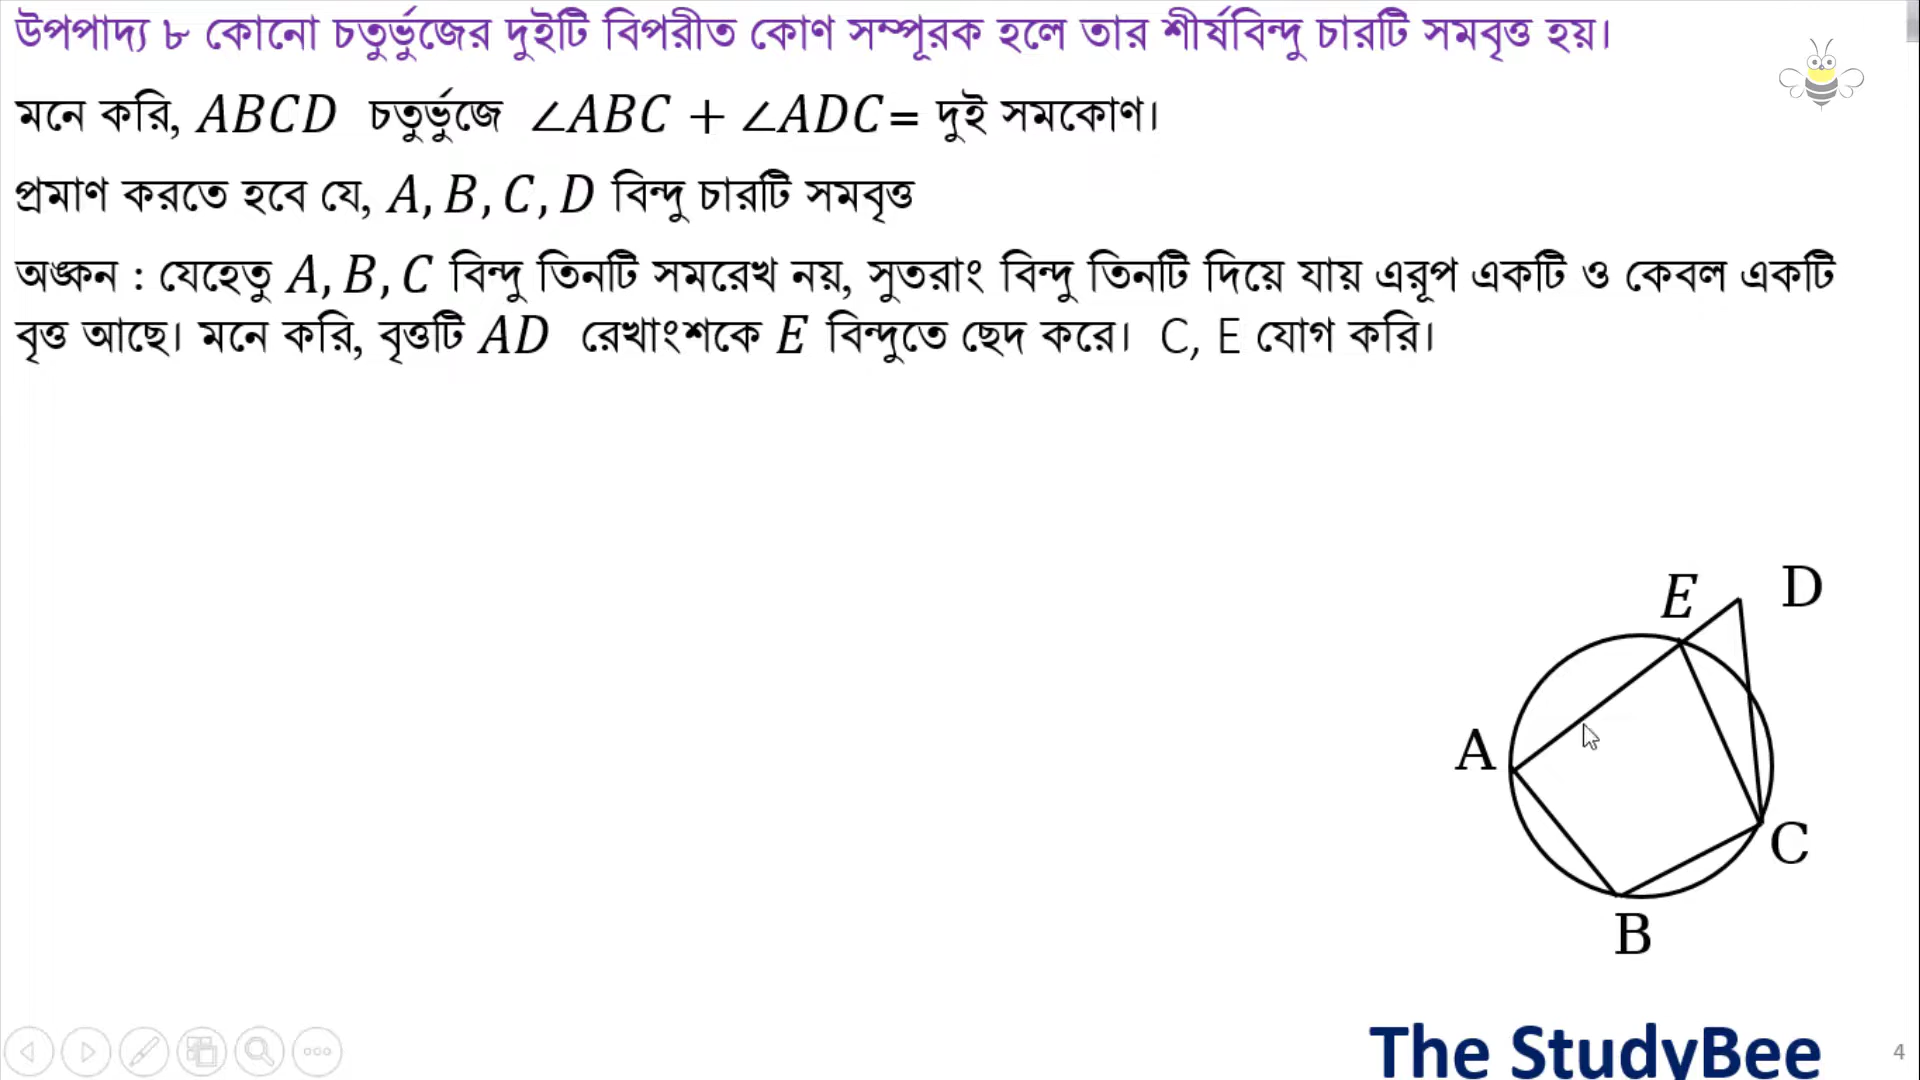 উপপাদ্য ৮ কোনো চতুর্ভুজের দুইটি বিপরীত কোণ সম্পূরক হলে তার শীর্ষবিন্দু চারটি সমবৃত্ত হয়।
মনে করি, ABCD চতুর্ভুজে ∠ABC + ∠ADC= দুই সমকোণ।
প্রমাণ করতে হবে যে, A, B, C, D বিন্দু চারটি সমবৃত্ত
অঙ্কন : যেহেতু A, B, C বিন্দু তিনটি সমরেখ নয়, সুতরাং বিন্দু তিনটি দিয়ে যায় এরূপ একটি ও কেবল একটি
বৃত্ত আছে। মনে করি, বৃত্তটি AD রেখাংশকে E বিন্দুতে ছেদ করে। C, E যোগ করি।
E D
A
C
B
The StudyBee
4